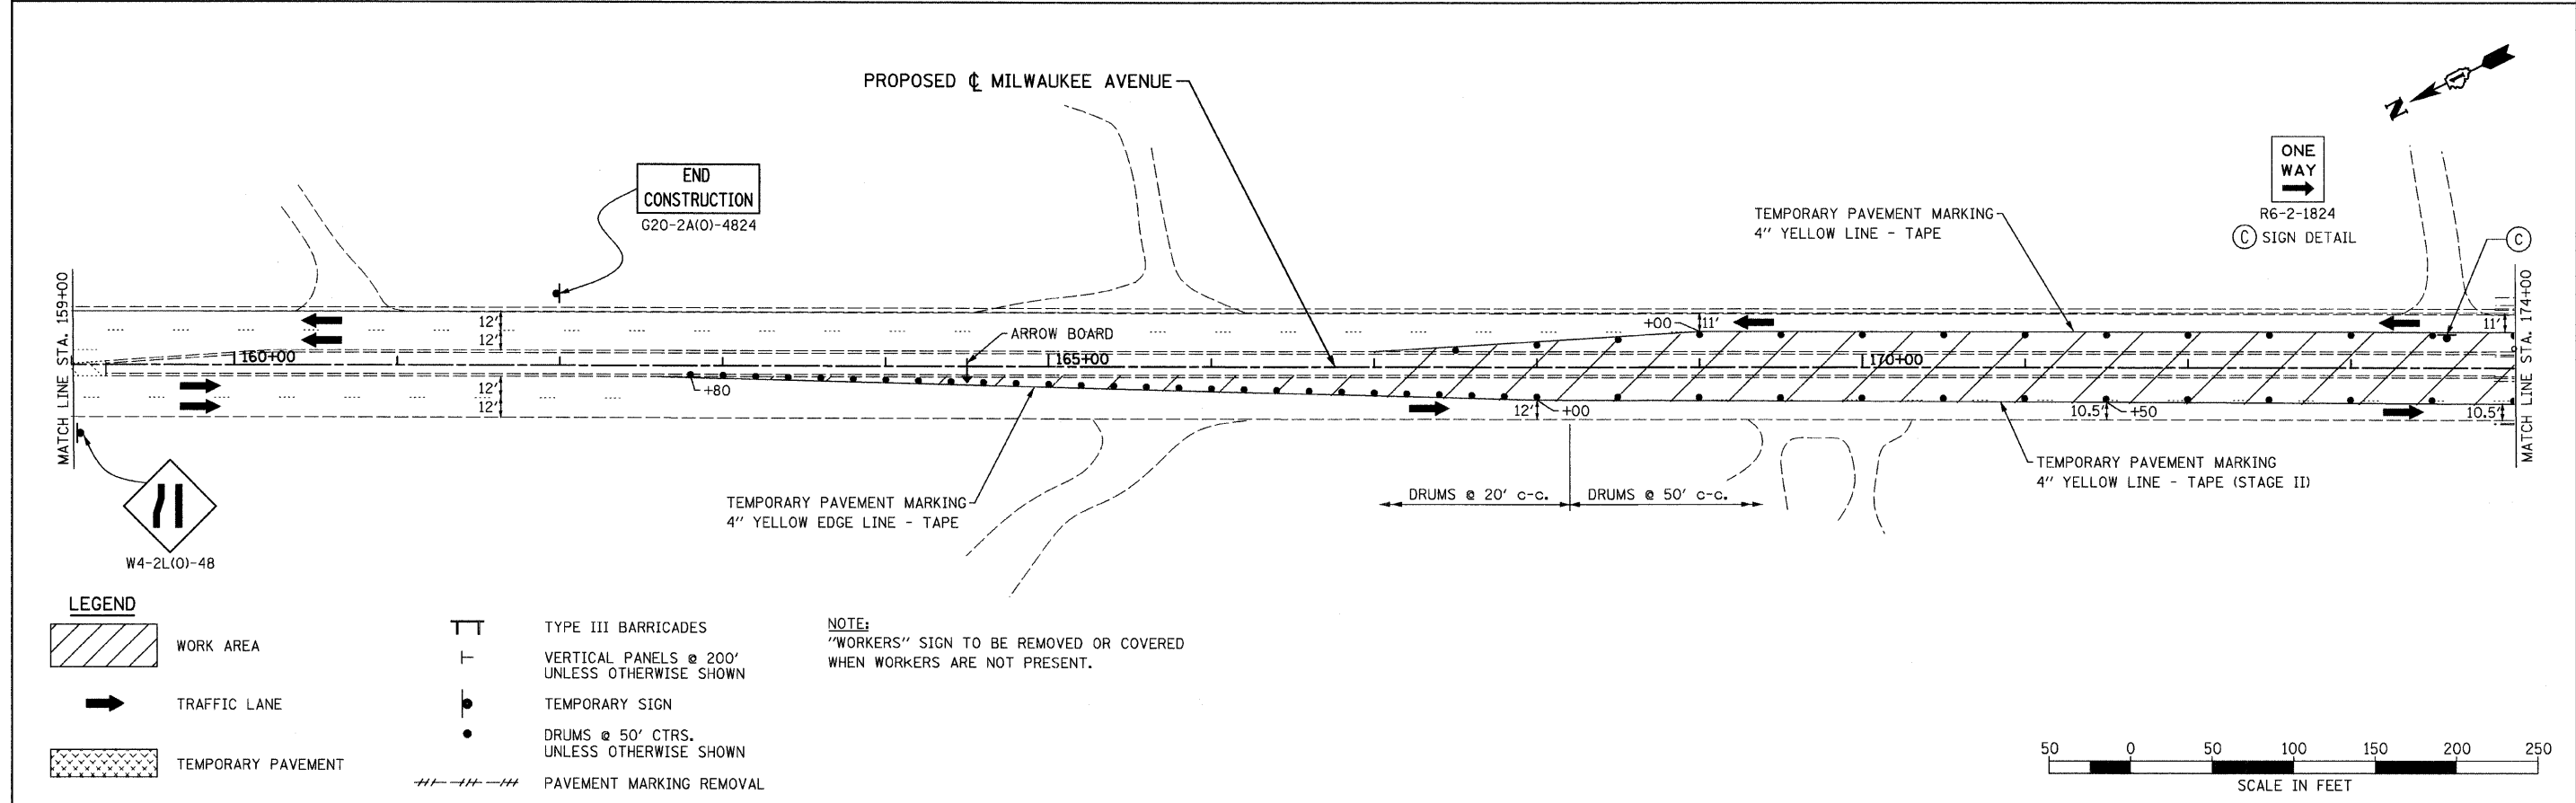 PROPOSED ℄ MILWAUKEE AVENUE
N
END
CONSTRUCTION
G20-2A(O)-4824
ONE
WAY
R6-2-1824
C SIGN DETAIL
C
TEMPORARY PAVEMENT MARKING
4" YELLOW LINE - TAPE
MATCH LINE STA. 159+00
12'
12'
160+00
ARROW BOARD
165+00
+00
11'
170+00
11'
MATCH LINE STA. 174+00
12'
12'
+80
12'
+00
10.5'
+50
10.5'
W4-2L(O)-48
TEMPORARY PAVEMENT MARKING
4" YELLOW EDGE LINE - TAPE
DRUMS @ 20' c-c.
DRUMS @ 50' c-c.
TEMPORARY PAVEMENT MARKING
4" YELLOW LINE - TAPE (STAGE II)
LEGEND
WORK AREA
TRAFFIC LANE
TEMPORARY PAVEMENT
TYPE III BARRICADES
VERTICAL PANELS @ 200'
UNLESS OTHERWISE SHOWN
TEMPORARY SIGN
DRUMS @ 50' CTRS.
UNLESS OTHERWISE SHOWN
PAVEMENT MARKING REMOVAL
NOTE:
"WORKERS" SIGN TO BE REMOVED OR COVERED
WHEN WORKERS ARE NOT PRESENT.
50 0 50 100 150 200 250
SCALE IN FEET